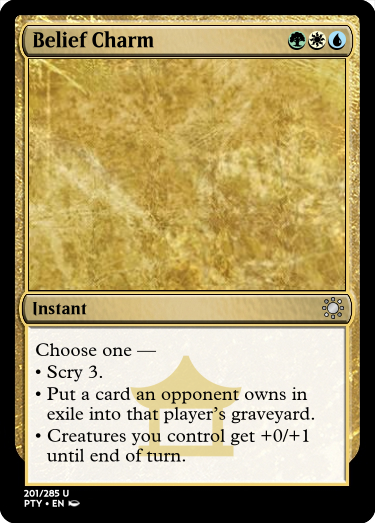 Belief Charm
Instant
Choose one —
• Scry 3.
• Put a card an opponent owns in
exile into that player's graveyard.
• Creatures you control get +0/+1
until end of turn.
201/285 U
PTY • EN